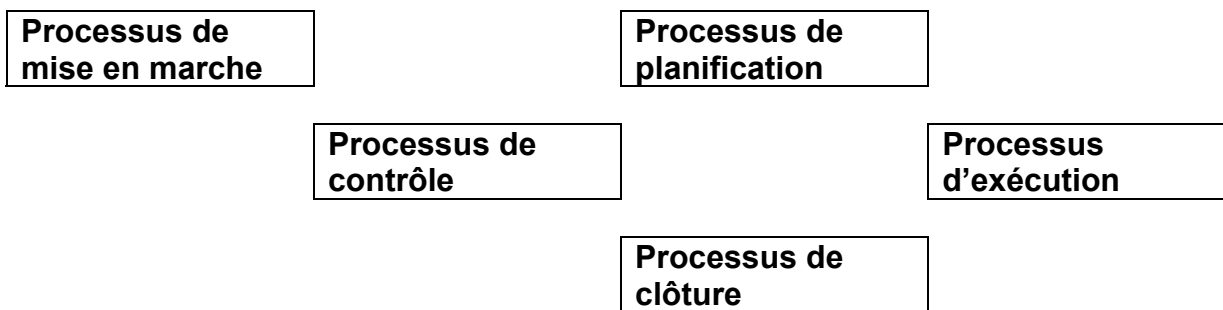 Processus de
mise en marche
Processus de
planification
Processus de
contrôle
Processus
d’exécution
Processus de
clôture